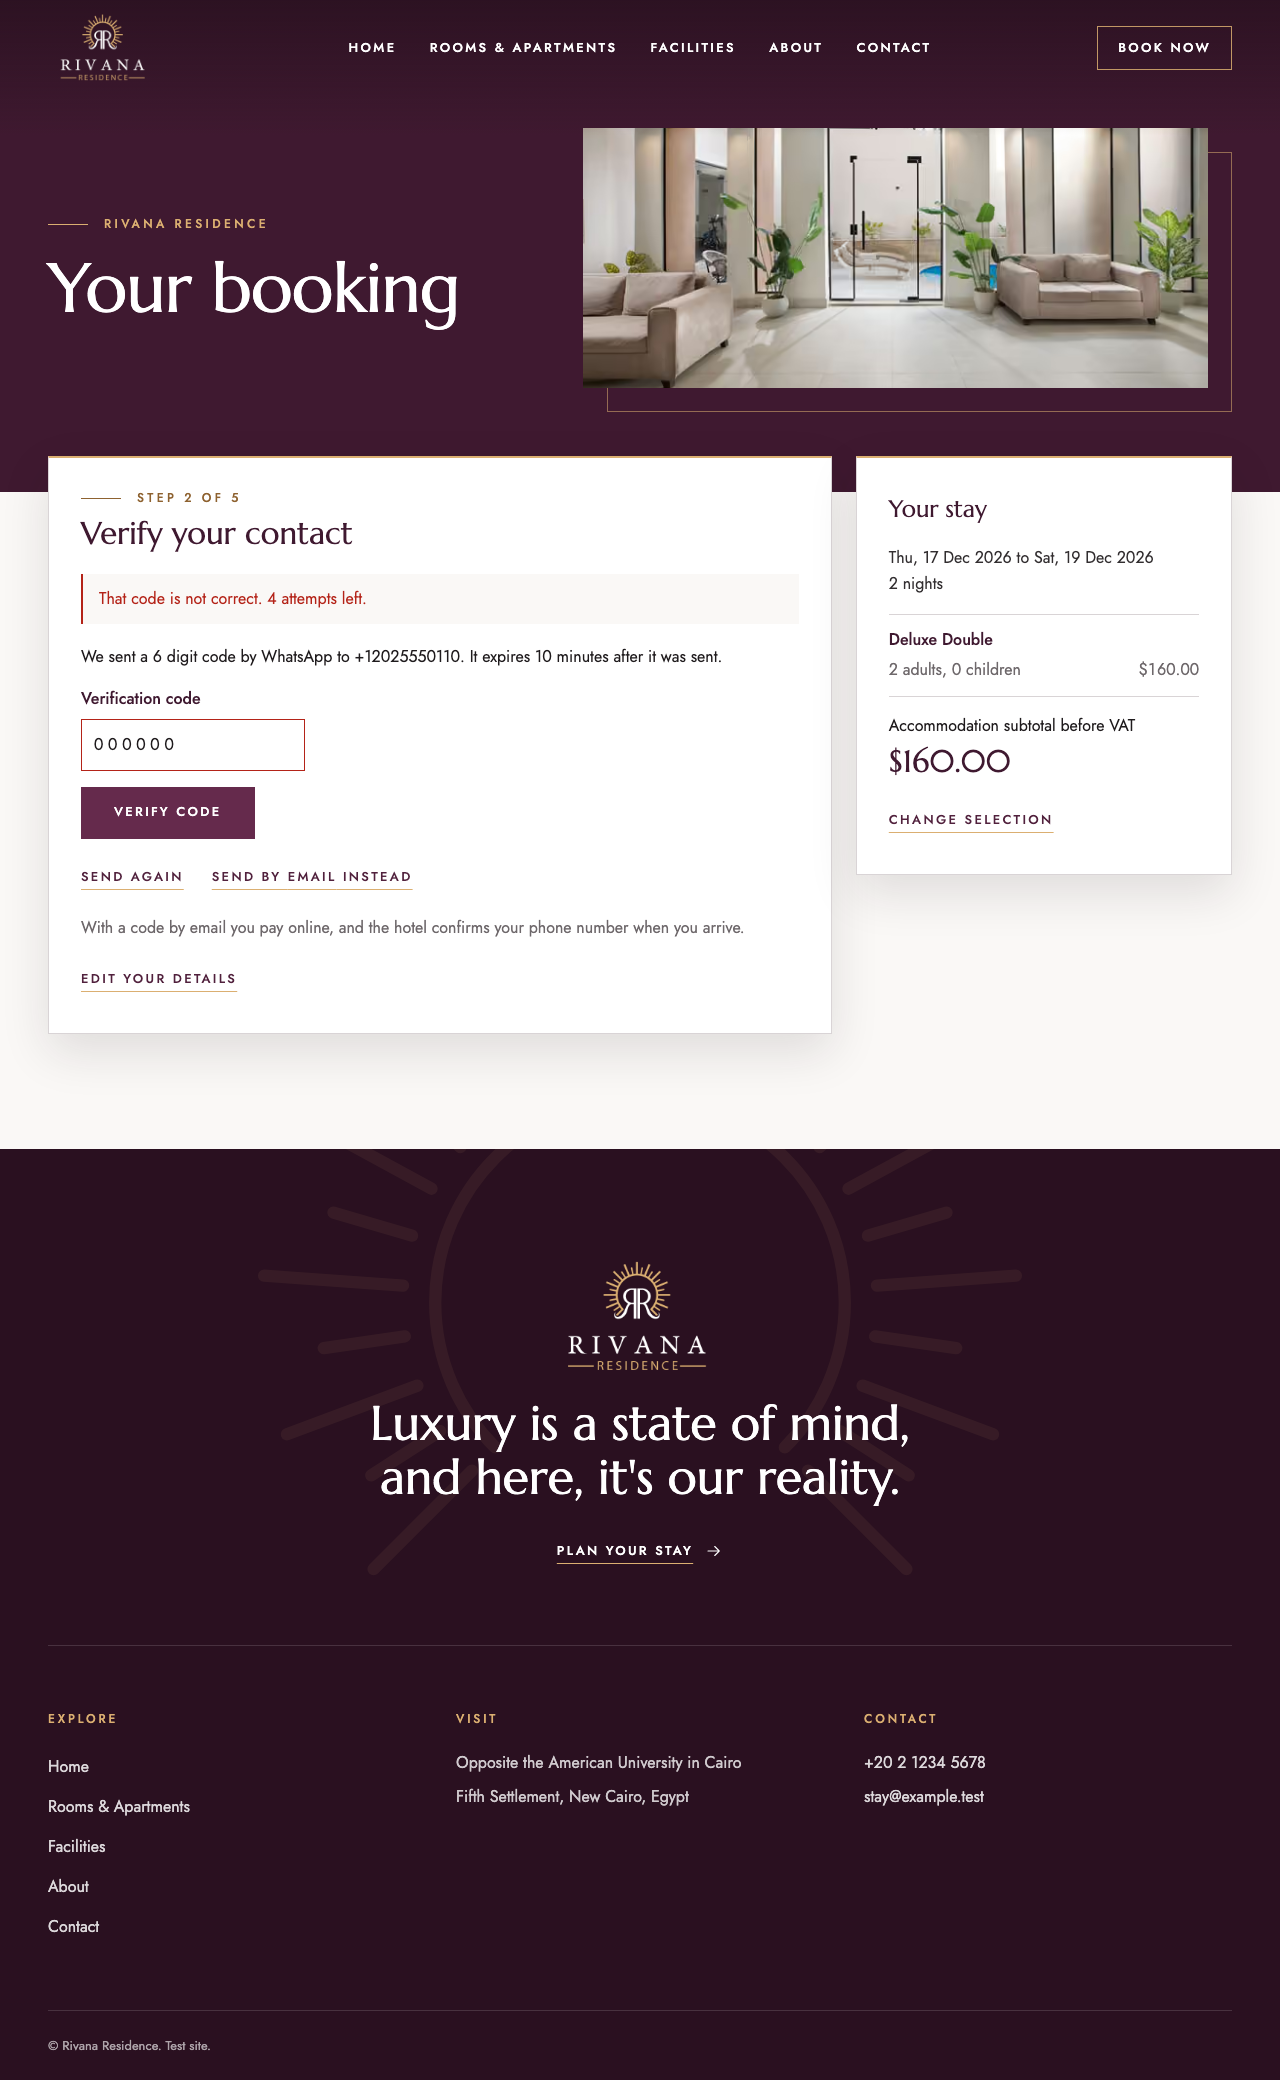 RIVANA
RESIDENCE
HOME
ROOMS & APARTMENTS
FACILITIES
ABOUT
CONTACT
BOOK NOW
RIVANA RESIDENCE
Your booking
STEP 2 OF 5
Verify your contact
That code is not correct. 4 attempts left.
We sent a 6 digit code by WhatsApp to +12025550110. It expires 10 minutes after it was sent.
Verification code
000000
VERIFY CODE
SEND AGAIN
SEND BY EMAIL INSTEAD
With a code by email you pay online, and the hotel confirms your phone number when you arrive.
EDIT YOUR DETAILS
Your stay
Thu, 17 Dec 2026 to Sat, 19 Dec 2026
2 nights
Deluxe Double
2 adults, 0 children
$160.00
Accommodation subtotal before VAT
$160.00
CHANGE SELECTION
RIVANA
RESIDENCE
Luxury is a state of mind,
and here, it's our reality.
PLAN YOUR STAY →
EXPLORE
Home
Rooms & Apartments
Facilities
About
Contact
VISIT
Opposite the American University in Cairo
Fifth Settlement, New Cairo, Egypt
CONTACT
+20 2 1234 5678
stay@example.test
© Rivana Residence. Test site.